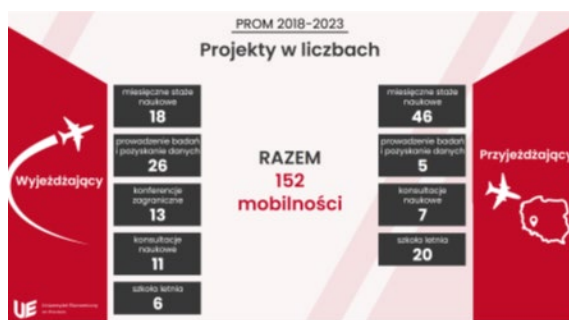 PROM 2018-2023
Projekty w liczbach
Wyjeżdżający
miesięczne staże
naukowe
18
prowadzenie badań
i pozyskanie danych
26
konferencje
zagraniczne
13
konsultacje
naukowe
11
szkoła letnia
6
RAZEM
152
mobilności
miesięczne staże
naukowe
46
prowadzenie badań
i pozyskanie danych
5
konsultacje
naukowe
7
szkoła letnia
20
Przyjeżdżający
UE
Uniwersytet Ekonomiczny